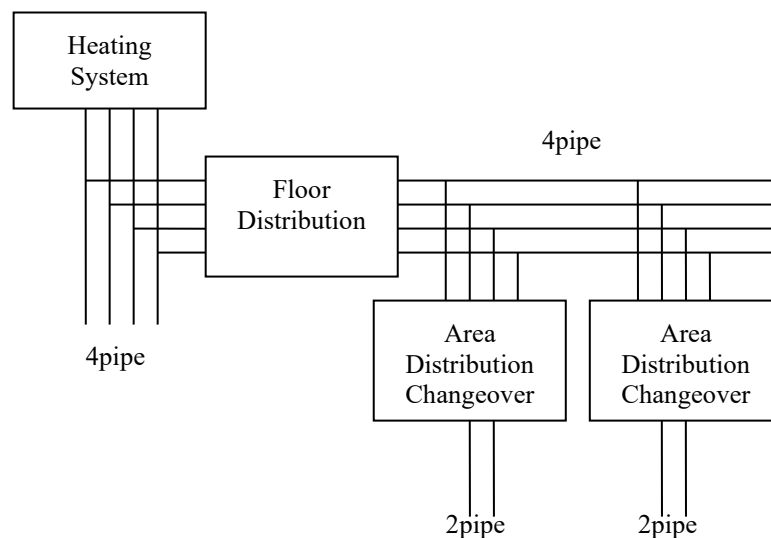 Heating
System
4pipe
Floor
Distribution
4pipe
Area
Distribution
Changeover
Area
Distribution
Changeover
2pipe
2pipe